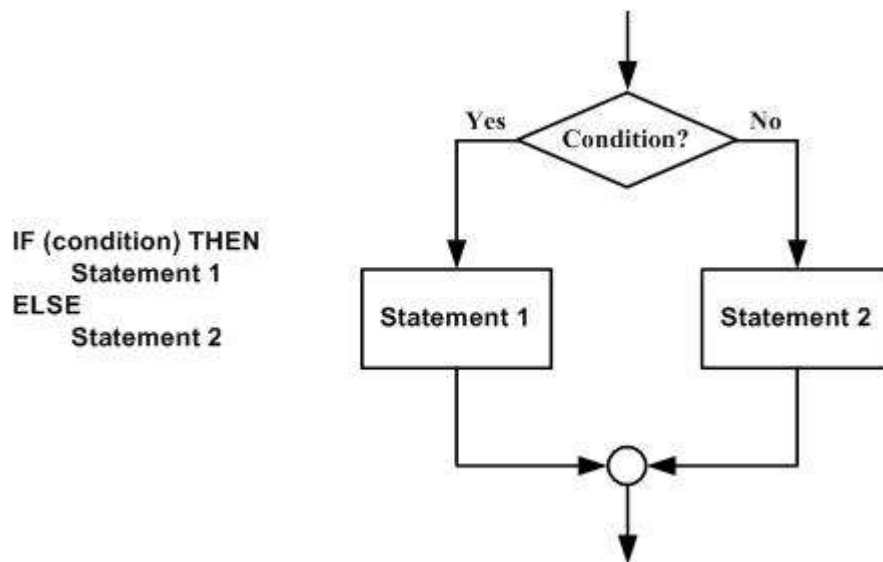 IF (condition) THEN
Statement 1
ELSE
Statement 2
Yes
Condition?
No
Statement 1
Statement 2